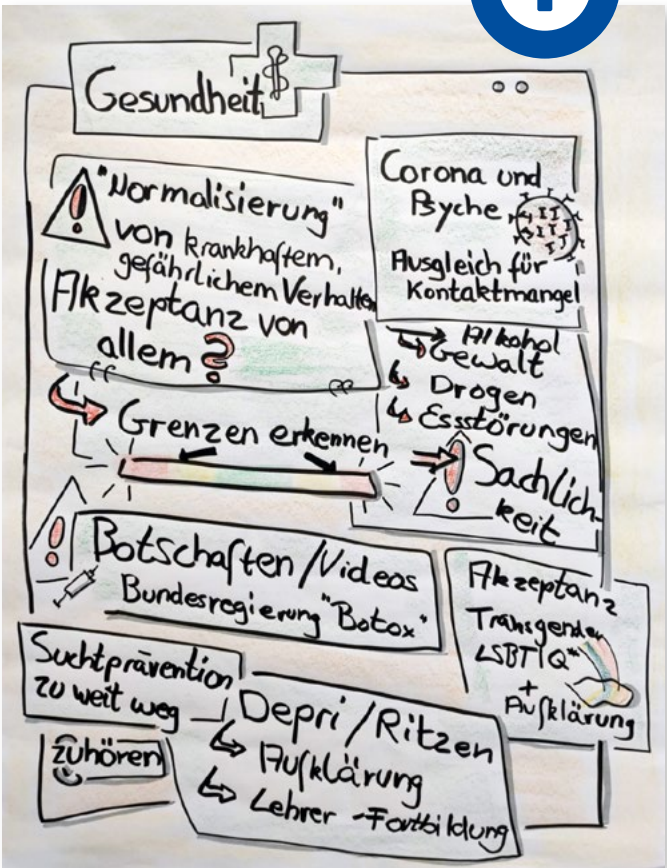 Gesundheit
"Normalisierung"
von krankhaftem,
gefährlichem Verhalten
Akzeptanz von
allem?
Corona und
Psyche
Ausgleich für
Kontaktmangel
Alkohol
Gewalt
Drogen
Essstörungen
Grenzen erkennen
Sachlich-
keit
Botschaften/Videos
Bundesregierung "Botox"
Akzeptanz
Transgender
LSBTIQ*
+
Aufklärung
Suchtprävention
zu weit weg
zuhören
Depri/Ritzen
Aufklärung
Lehrer-Fortbildung